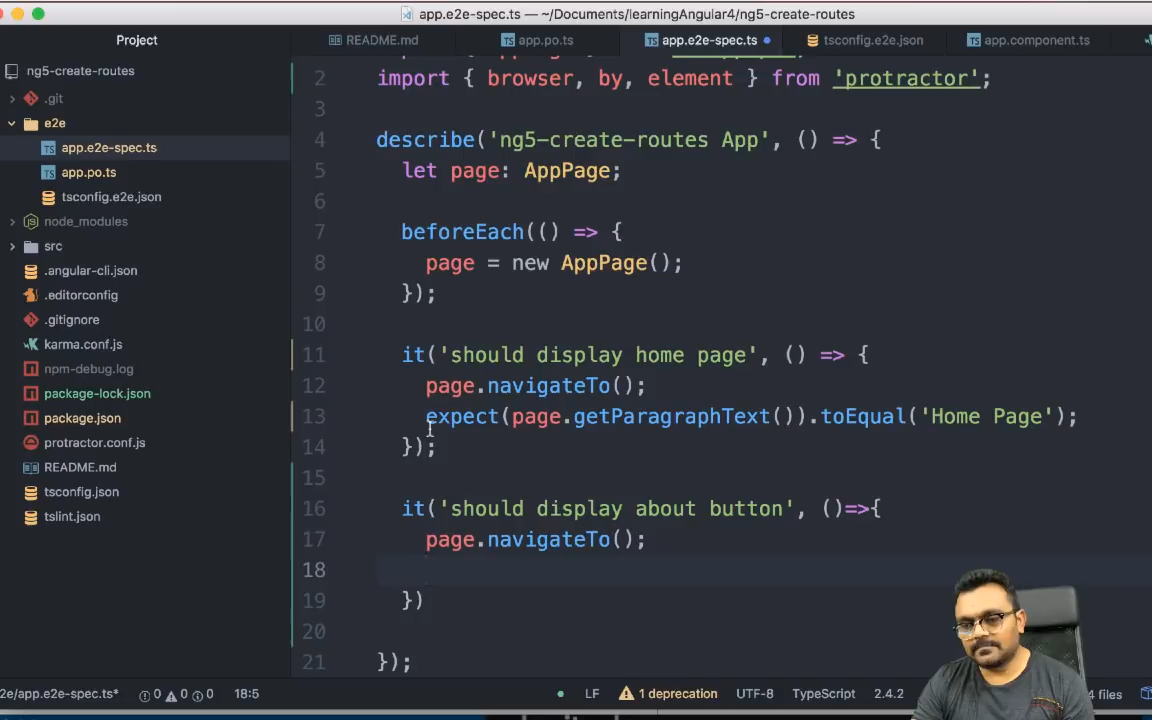 app.e2e-spec.ts — ~/Documents/learningAngular4/ng5-create-routes
Project
README.md
app.po.ts
app.e2e-spec.ts
tsconfig.e2e.json
app.component.ts
ng5-create-routes
.git
e2e
TS app.e2e-spec.ts
TS app.po.ts
tsconfig.e2e.json
node_modules
src
.angular-cli.json
.editorconfig
.gitignore
karma.conf.js
npm-debug.log
package-lock.json
package.json
protractor.conf.js
README.md
tsconfig.json
tslint.json
2 import { browser, by, element } from 'protractor';
3
4 describe('ng5-create-routes App', () => {
5 let page: AppPage;
6
7 beforeEach(() => {
8 page = new AppPage();
9 });
10
11 it('should display home page', () => {
12 page.navigateTo();
13 expect(page.getParagraphText()).toEqual('Home Page');
14 });
15
16 it('should display about button', ()=>{
17 page.navigateTo();
18
19 })
20
21 });
2e/app.e2e-spec.ts* 0 0 0 18:5
LF 1 deprecation UTF-8 TypeScript 2.4.2 4 files